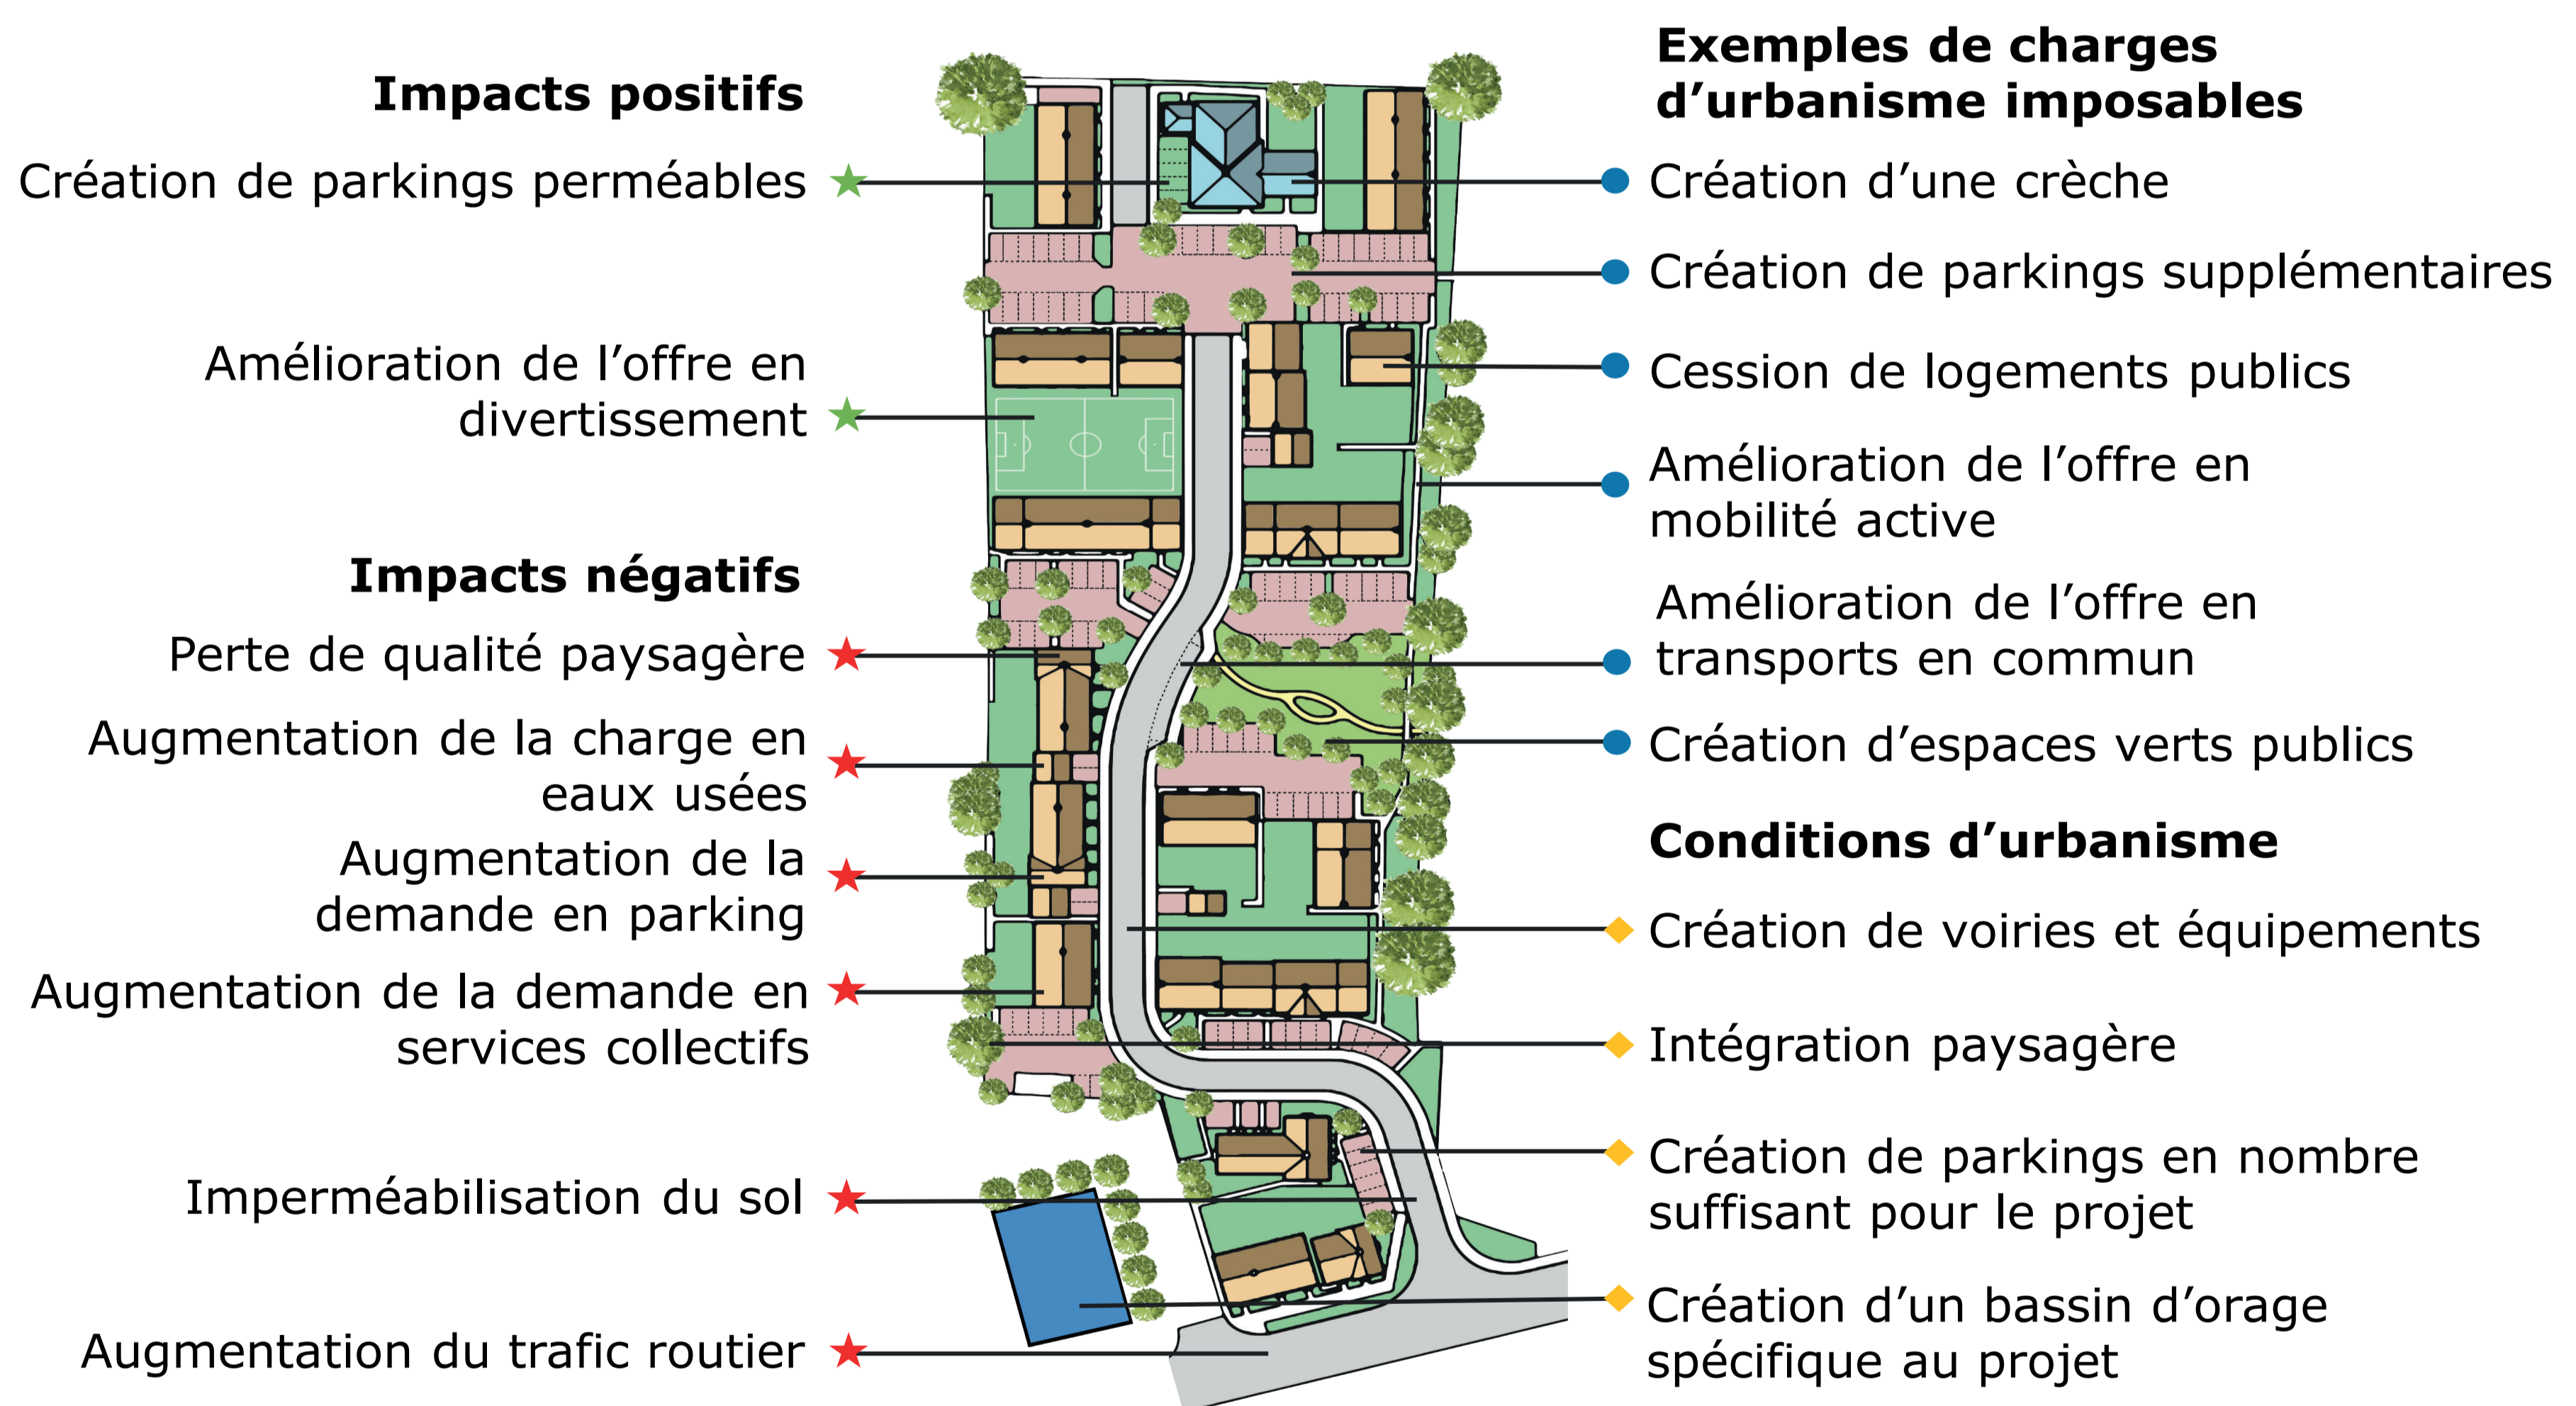 Impacts positifs
Création de parkings perméables
Amélioration de l’offre en
divertissement
Impacts négatifs
Perte de qualité paysagère
Augmentation de la charge en
eaux usées
Augmentation de la
demande en parking
Augmentation de la demande en
services collectifs
Imperméabilisation du sol
Augmentation du trafic routier
Exemples de charges
d’urbanisme imposables
Création d’une crèche
Création de parkings supplémentaires
Cession de logements publics
Amélioration de l’offre en
mobilité active
Amélioration de l’offre en
transports en commun
Création d’espaces verts publics
Conditions d’urbanisme
Création de voiries et équipements
Intégration paysagère
Création de parkings en nombre
suffisant pour le projet
Création d’un bassin d’orage
spécifique au projet